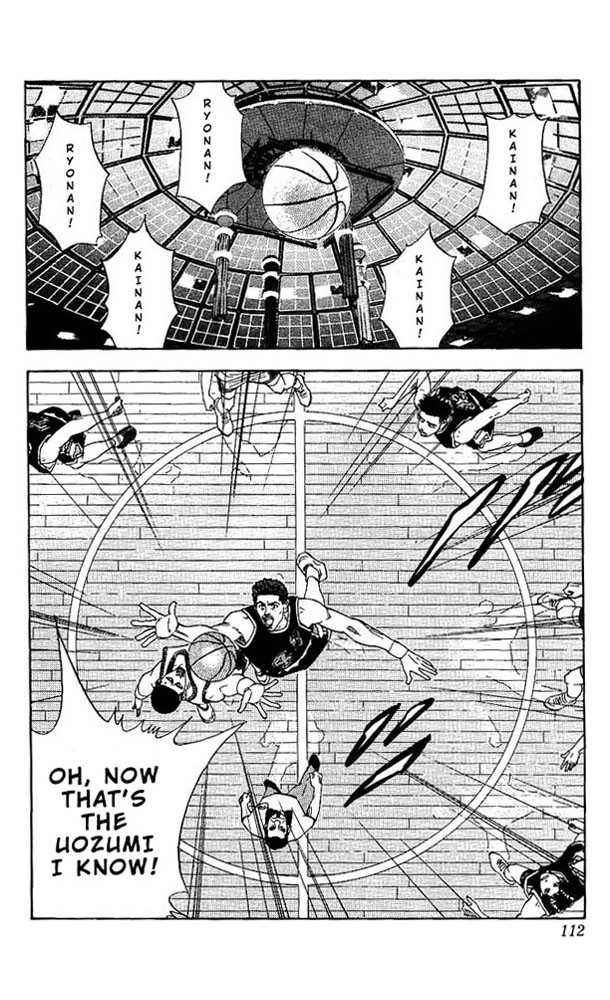 RYONAN!
RYONAN!
KAINAN!
KAINAN!
KAINAN!
OH, NOW
THAT'S
THE
UOZUMI
I KNOW!
112